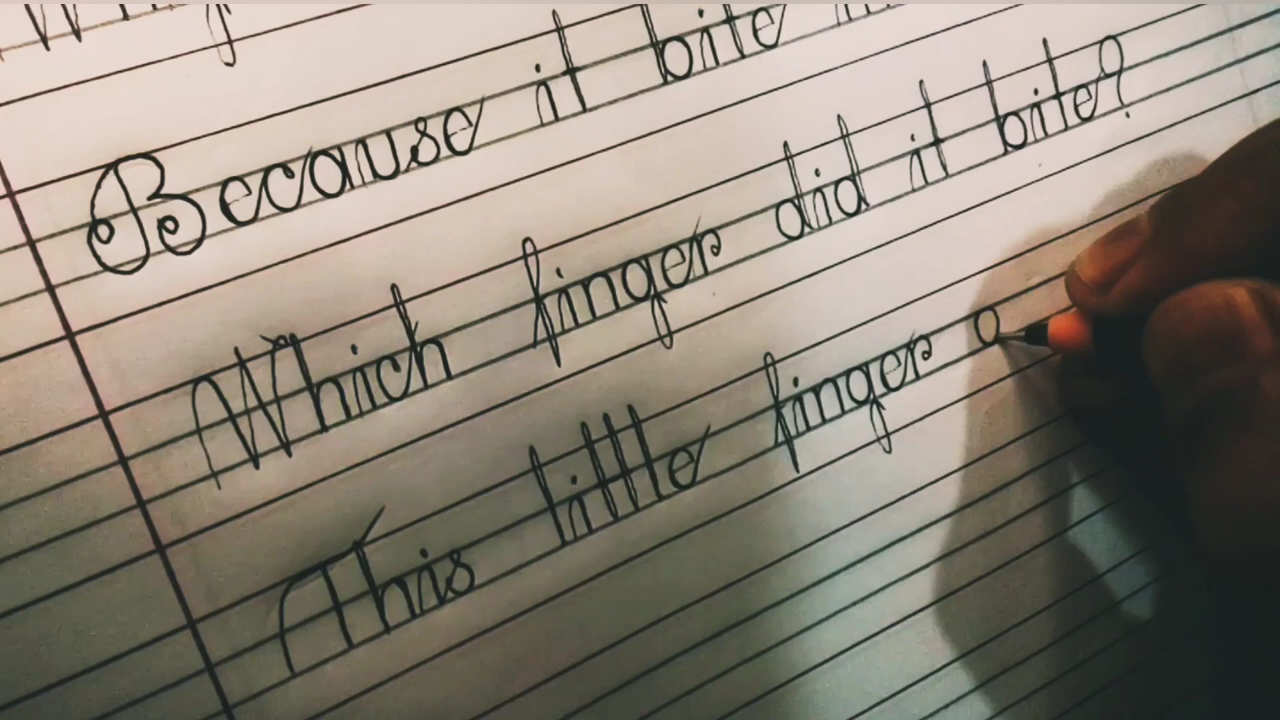 Because it bite
Which finger did it bite?
This little finger o